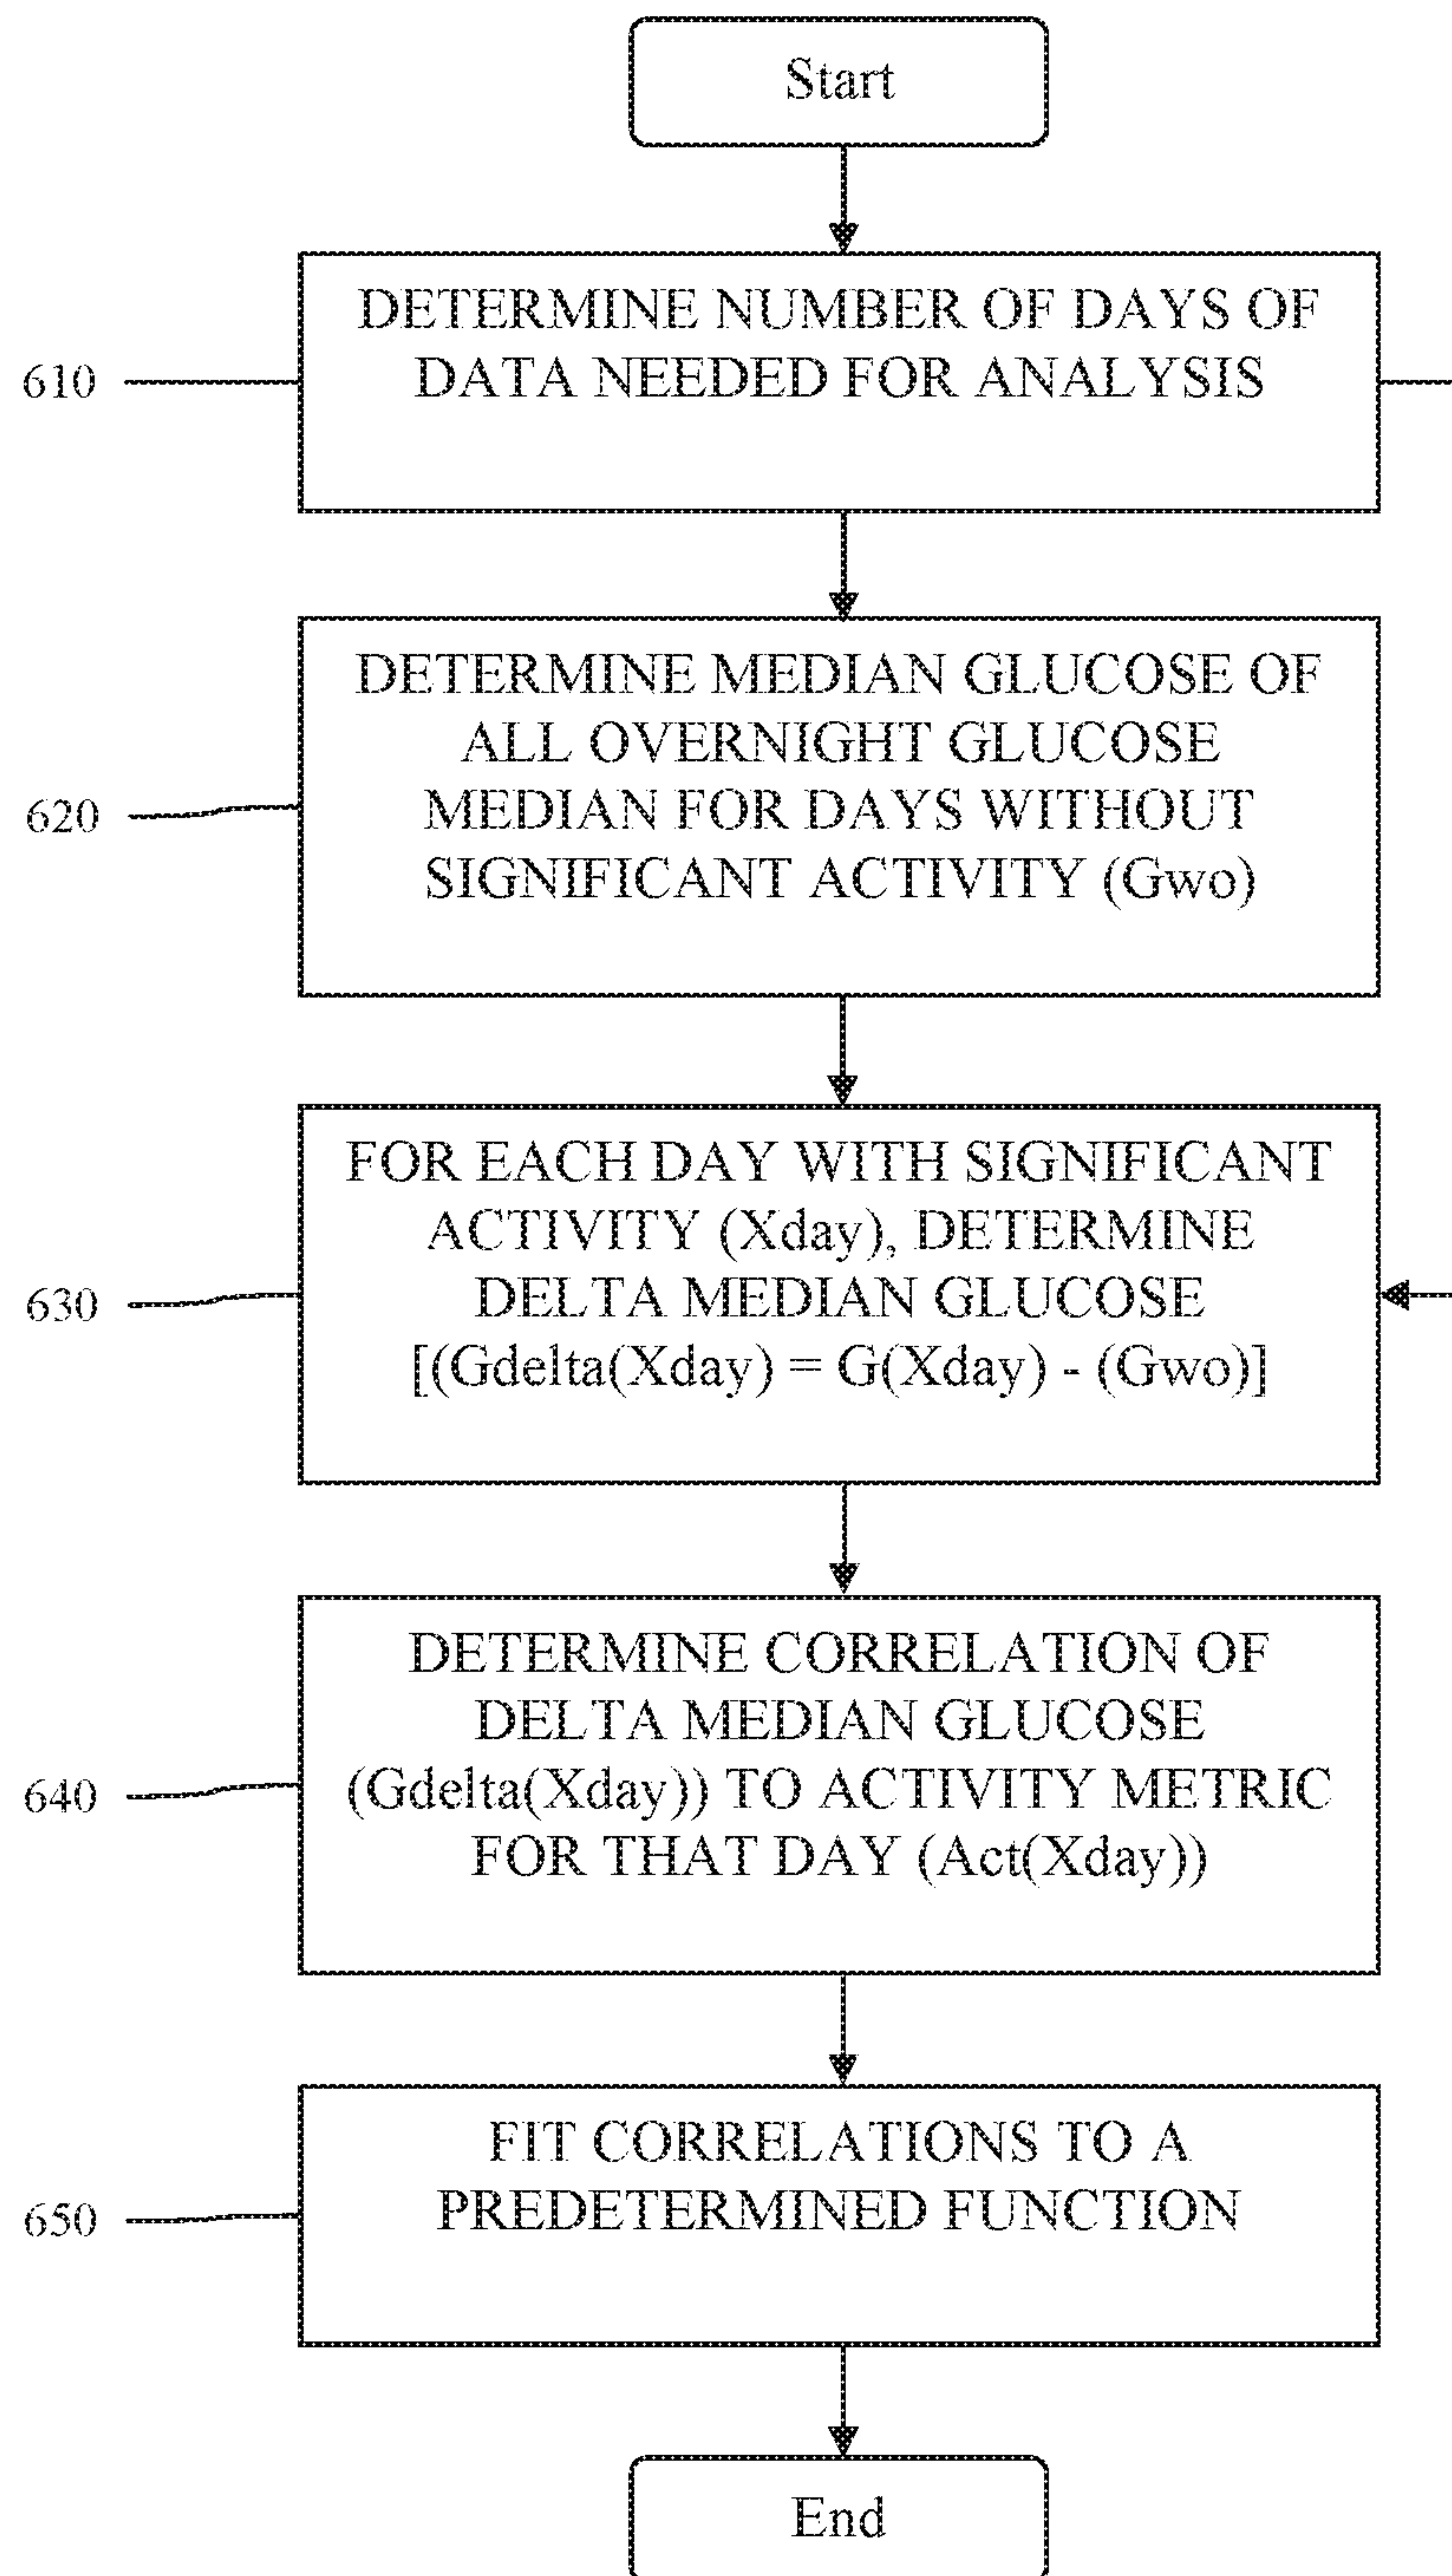 Start
DETERMINE NUMBER OF DAYS OF
DATA NEEDED FOR ANALYSIS
610
DETERMINE MEDIAN GLUCOSE OF
ALL OVERNIGHT GLUCOSE
MEDIAN FOR DAYS WITHOUT
SIGNIFICANT ACTIVITY (Gwo)
620
FOR EACH DAY WITH SIGNIFICANT
ACTIVITY (Xday), DETERMINE
DELTA MEDIAN GLUCOSE
[(Gdelta(Xday) = G(Xday) - (Gwo)]
630
DETERMINE CORRELATION OF
DELTA MEDIAN GLUCOSE
(Gdelta(Xday)) TO ACTIVITY METRIC
FOR THAT DAY (Act(Xday))
640
FIT CORRELATIONS TO A
PREDETERMINED FUNCTION
650
End